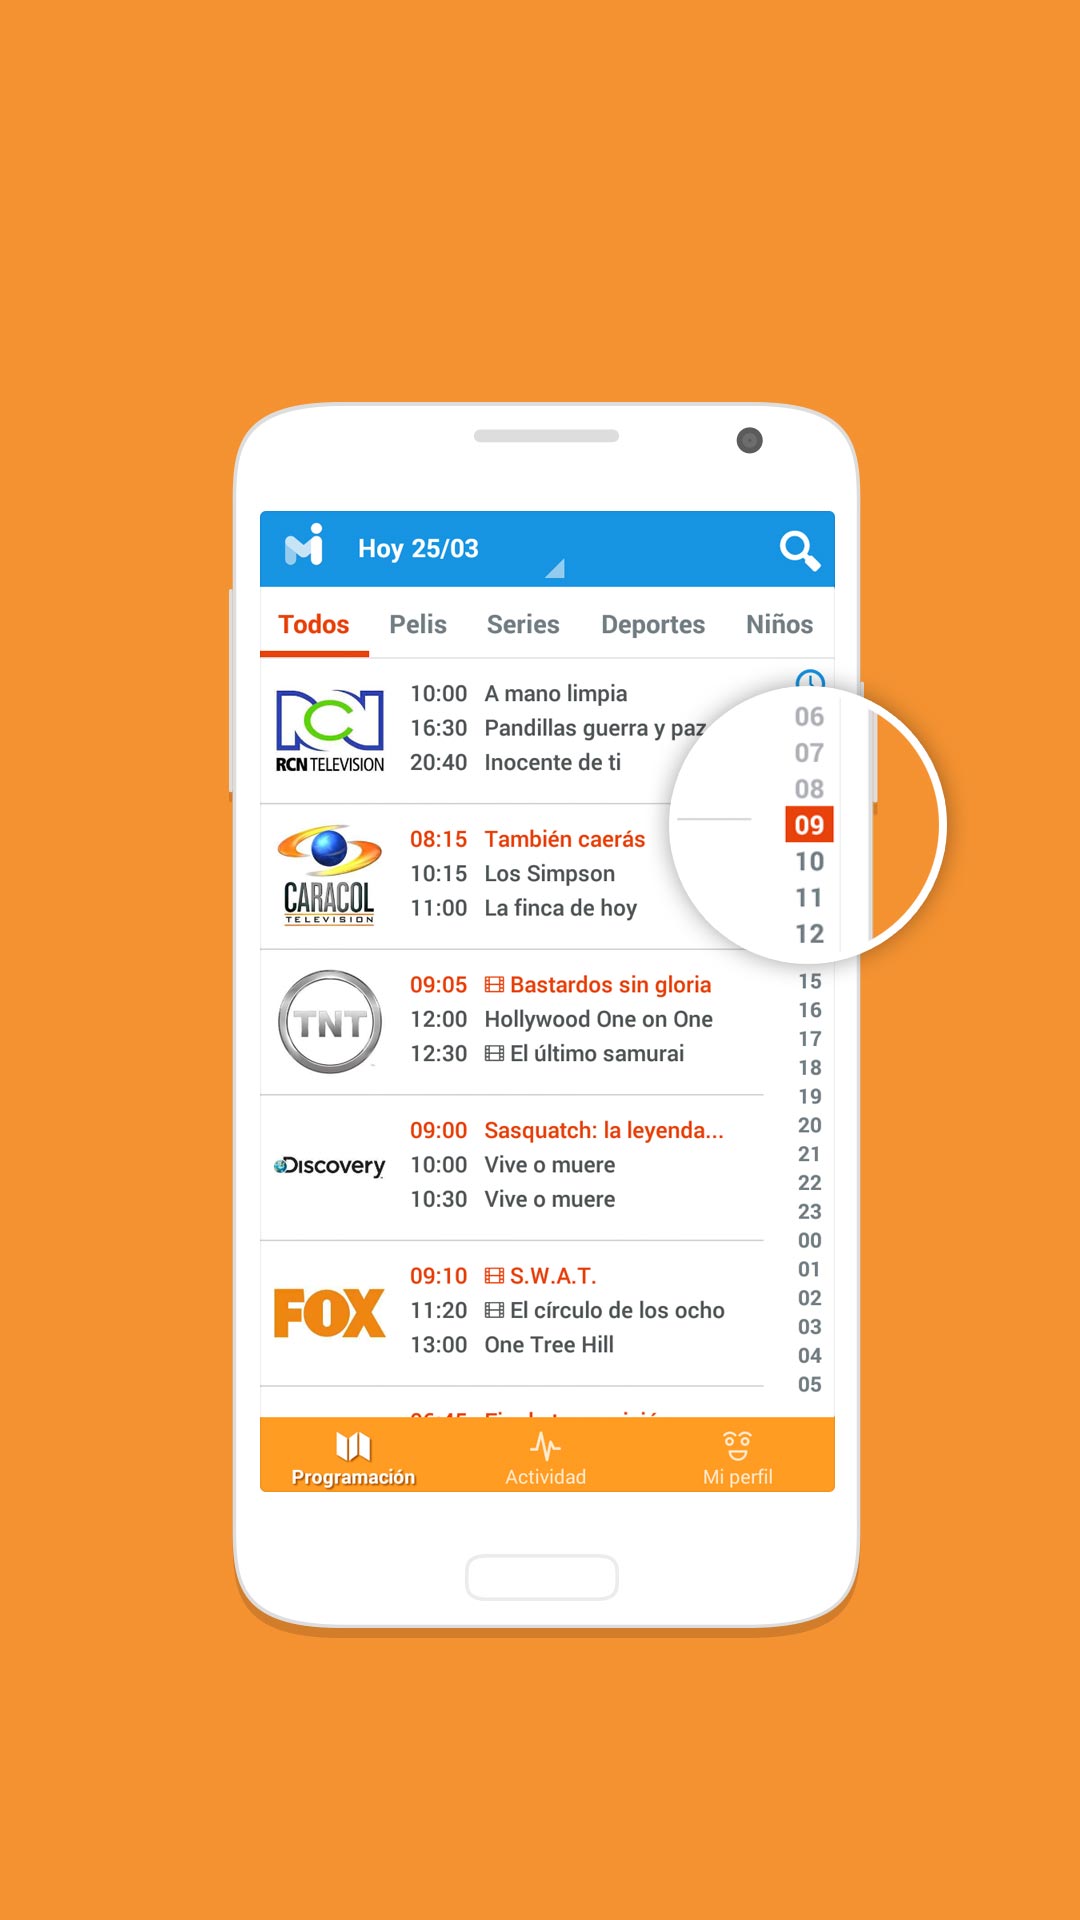 Hoy 25/03
Todos Pelis Series Deportes Niños
RCN TELEVISION
10:00 A mano limpia
16:30 Pandillas guerra y paz
20:40 Inocente de ti
CARACOL
TELEVISION
08:15 También caerás
10:15 Los Simpson
11:00 La finca de hoy
TNT
09:05 Bastardos sin gloria
12:00 Hollywood One on One
12:30 El último samurai
Discovery
09:00 Sasquatch: la leyenda...
10:00 Vive o muere
10:30 Vive o muere
FOX
09:10 S.W.A.T.
11:20 El círculo de los ocho
13:00 One Tree Hill
06
07
08
09
10
11
12
15
16
17
18
19
20
21
22
23
00
01
02
03
04
05
Programación Actividad Mi perfil